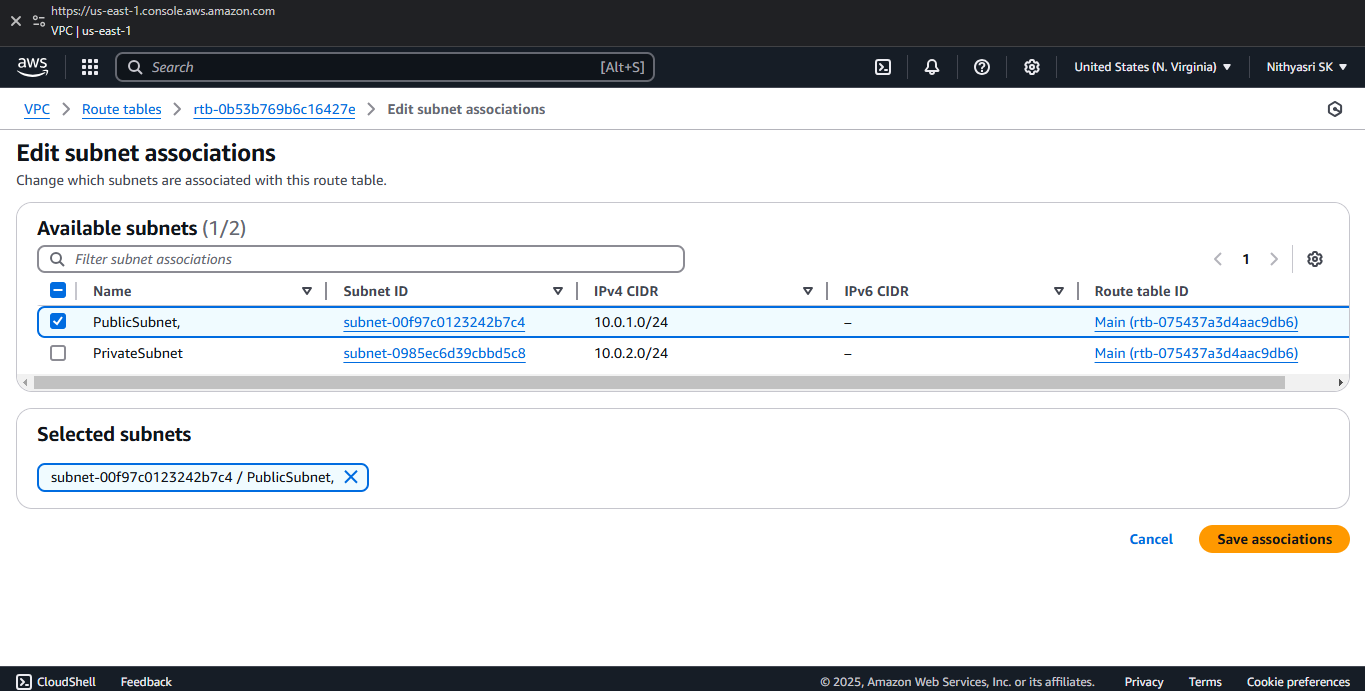 https://us-east-1.console.aws.amazon.com
VPC | us-east-1
aws
Search
[Alt+S]
United States (N. Virginia)
Nithyasri SK
VPC
Route tables
rtb-0b53b769b6c16427e
Edit subnet associations
Edit subnet associations
Change which subnets are associated with this route table.
Available subnets (1/2)
Filter subnet associations
1
Name
Subnet ID
IPv4 CIDR
IPv6 CIDR
Route table ID
PublicSubnet,
subnet-00f97c0123242b7c4
10.0.1.0/24
–
Main (rtb-075437a3d4aac9db6)
PrivateSubnet
subnet-0985ec6d39cbbd5c8
10.0.2.0/24
–
Main (rtb-075437a3d4aac9db6)
Selected subnets
subnet-00f97c0123242b7c4 / PublicSubnet,
Cancel
Save associations
CloudShell
Feedback
© 2025, Amazon Web Services, Inc. or its affiliates.
Privacy
Terms
Cookie preferences